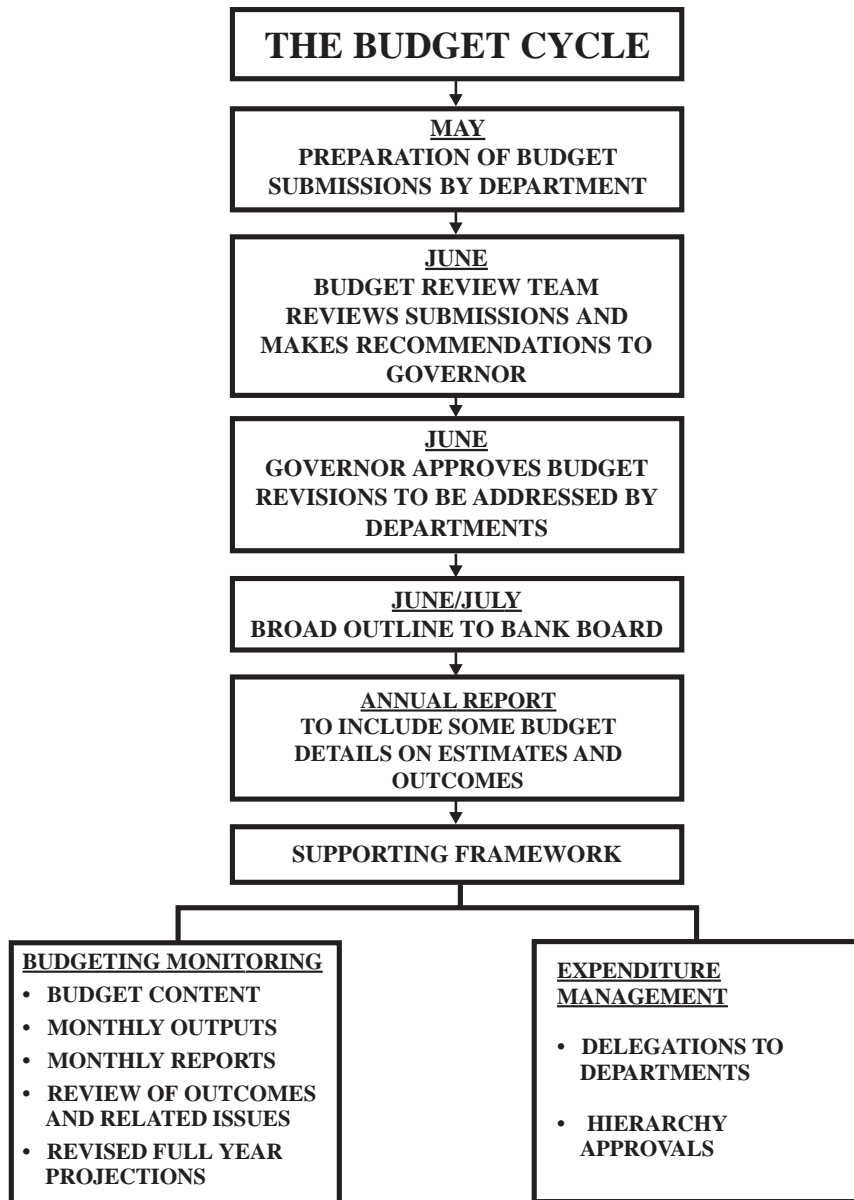 THE BUDGET CYCLE
MAY
PREPARATION OF BUDGET
SUBMISSIONS BY DEPARTMENT
JUNE
BUDGET REVIEW TEAM
REVIEWS SUBMISSIONS AND
MAKES RECOMMENDATIONS TO
GOVERNOR
JUNE
GOVERNOR APPROVES BUDGET
REVISIONS TO BE ADDRESSED BY
DEPARTMENTS
JUNE/JULY
BROAD OUTLINE TO BANK BOARD
ANNUAL REPORT
TO INCLUDE SOME BUDGET
DETAILS ON ESTIMATES AND
OUTCOMES
SUPPORTING FRAMEWORK
BUDGETING MONITORING
• BUDGET CONTENT
• MONTHLY OUTPUTS
• MONTHLY REPORTS
• REVIEW OF OUTCOMES
AND RELATED ISSUES
• REVISED FULL YEAR
PROJECTIONS
EXPENDITURE
MANAGEMENT
• DELEGATIONS TO
DEPARTMENTS
• HIERARCHY
APPROVALS